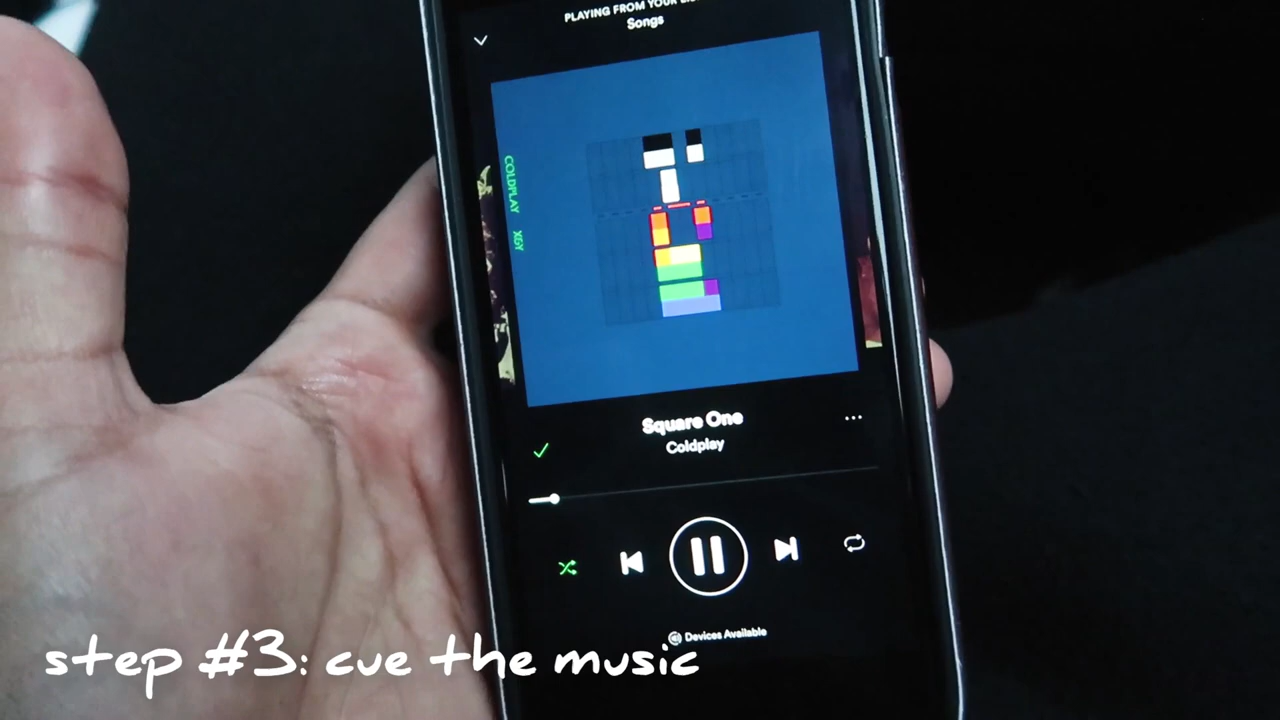 PLAYING FROM YOUR
Songs
COLDPLAY X&Y
Square One
Coldplay
Devices Available
step #3: cue the music